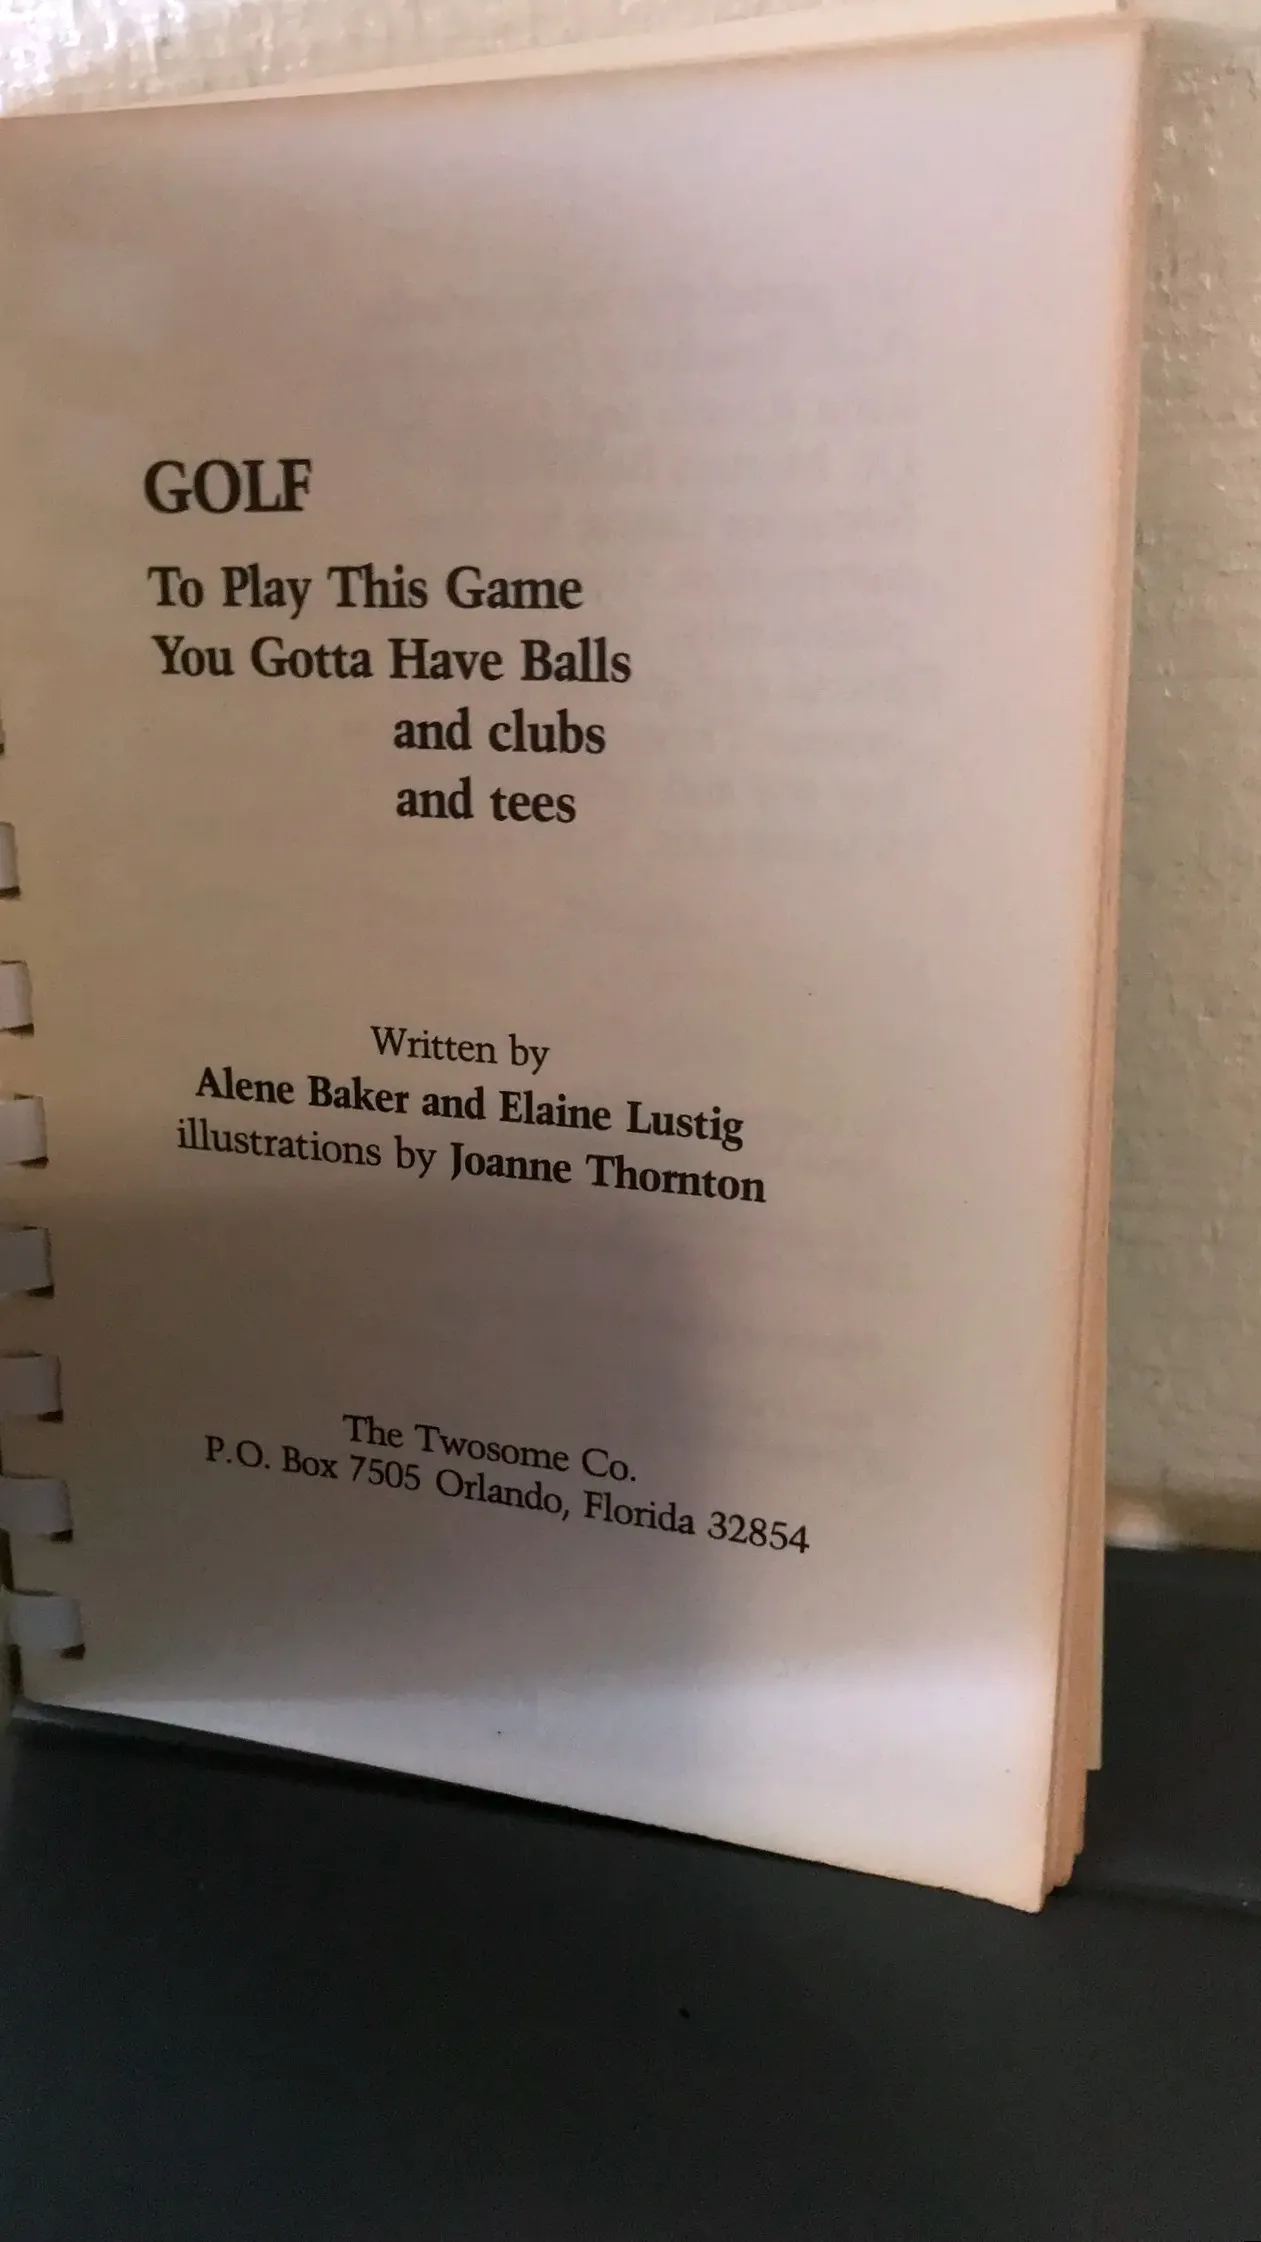 GOLF
To Play This Game
You Gotta Have Balls
and clubs
and tees
Written by
Alene Baker and Elaine Lustig
illustrations by Joanne Thornton
The Twosome Co.
P.O. Box 7505 Orlando, Florida 32854